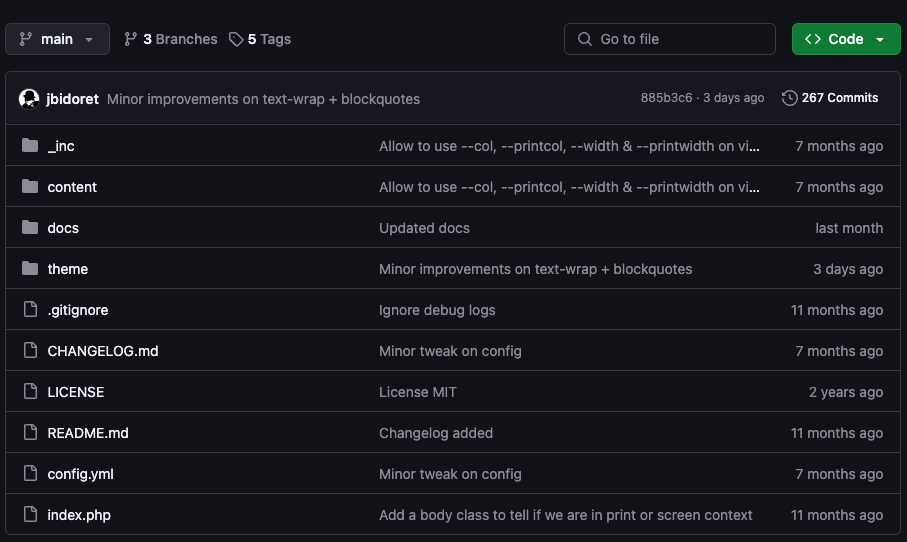 main 3 Branches 5 Tags Go to file Code
jbidoret Minor improvements on text-wrap + blockquotes 885b3c6 · 3 days ago 267 Commits
_inc Allow to use --col, --printcol, --width & --printwidth on vi... 7 months ago
content Allow to use --col, --printcol, --width & --printwidth on vi... 7 months ago
docs Updated docs last month
theme Minor improvements on text-wrap + blockquotes 3 days ago
.gitignore Ignore debug logs 11 months ago
CHANGELOG.md Minor tweak on config 7 months ago
LICENSE License MIT 2 years ago
README.md Changelog added 11 months ago
config.yml Minor tweak on config 7 months ago
index.php Add a body class to tell if we are in print or screen context 11 months ago